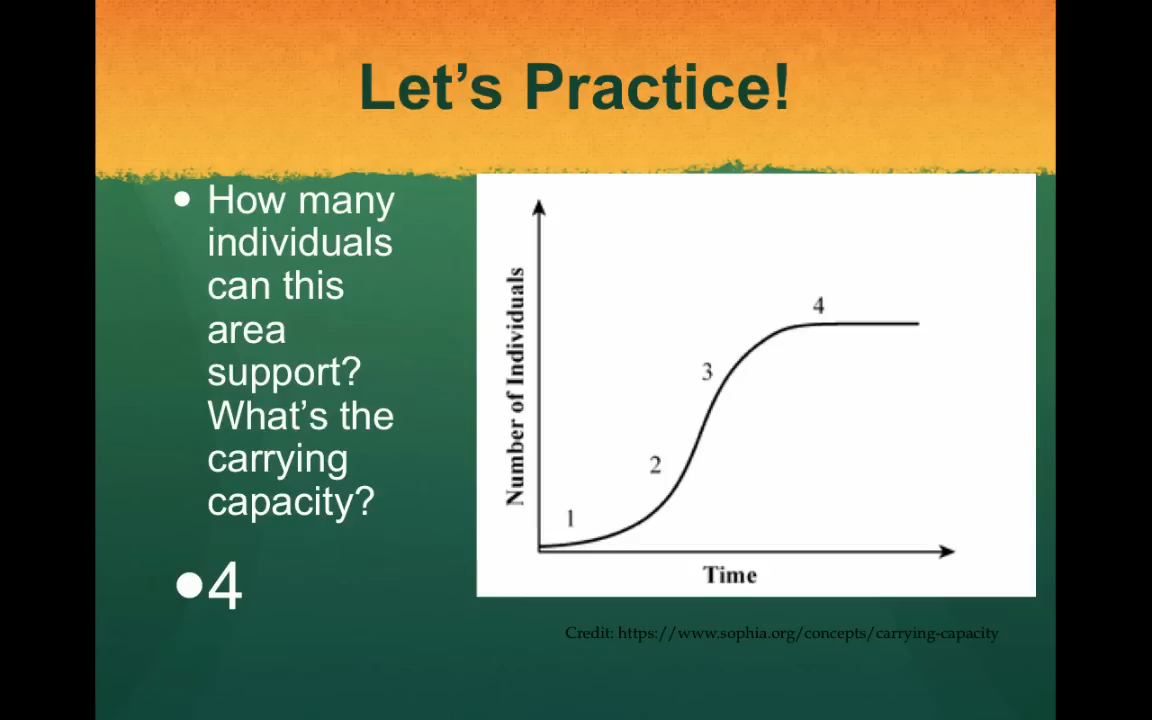 Let’s Practice!
• How many
individuals
can this
area
support?
What’s the
carrying
capacity?
•4
Number of Individuals
1
2
3
4
Time
Credit: https://www.sophia.org/concepts/carrying-capacity